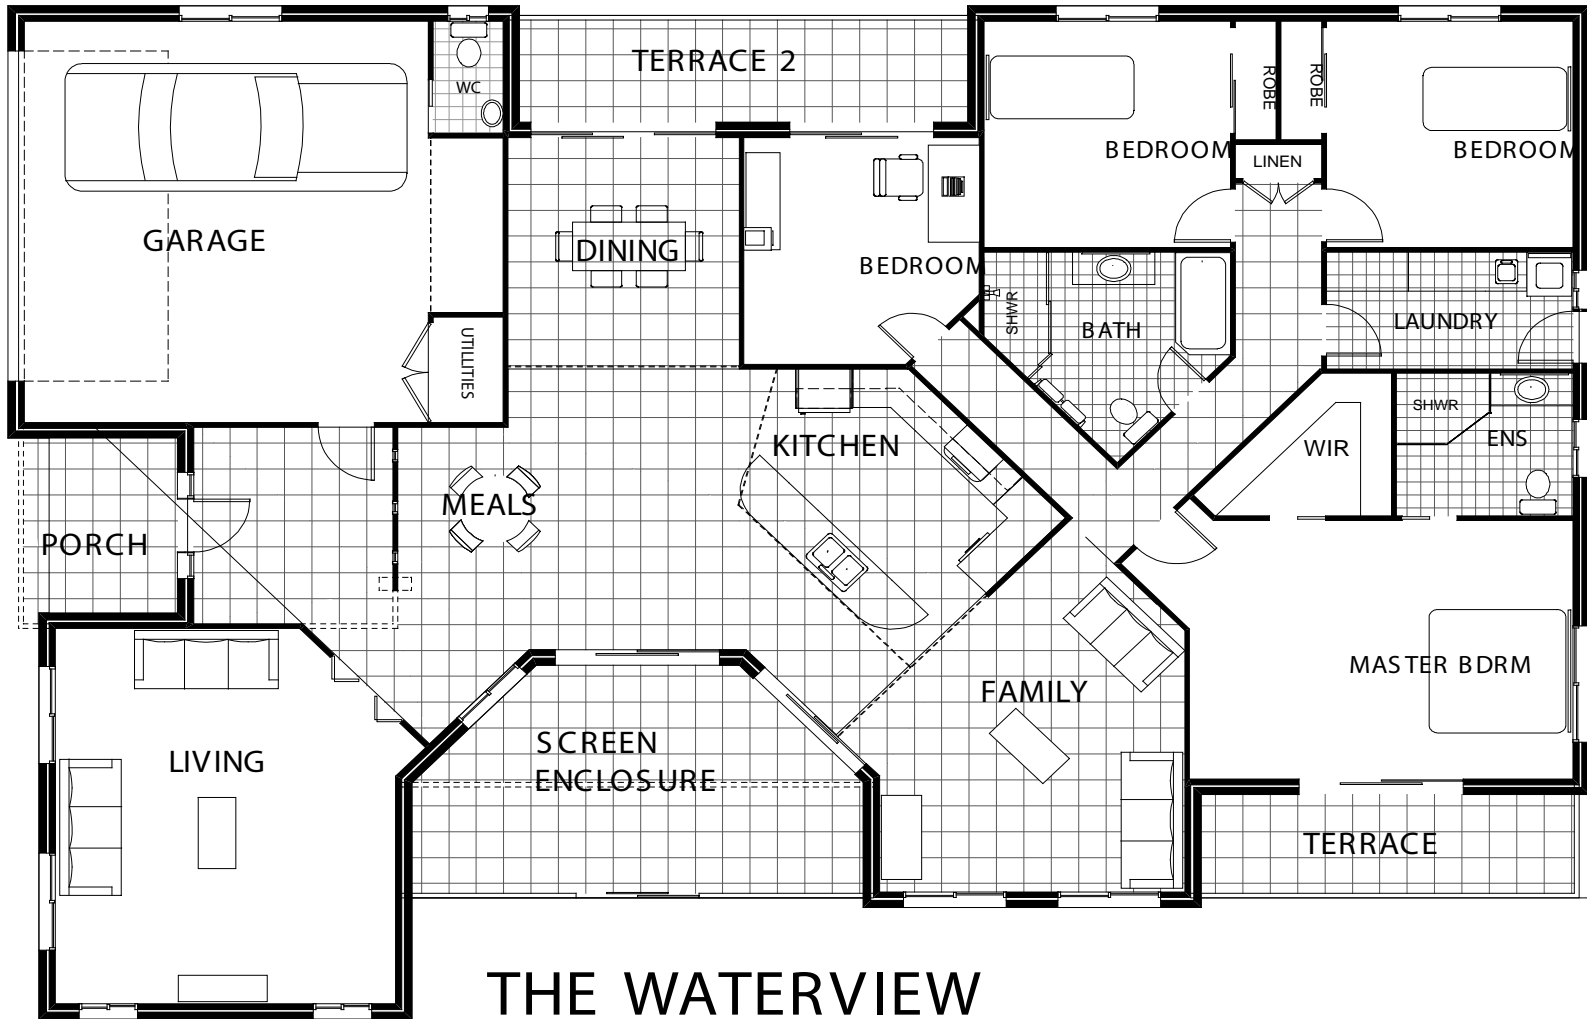 TERRACE 2
WC
ROBE
ROBE
BEDROOM
BEDROOM
LINEN
GARAGE
DINING
BEDROOM
SHWR
BATH
LAUNDRY
UTILITIES
KITCHEN
SHWR
ENS
WIR
MEALS
PORCH
MASTER BDRM
FAMILY
LIVING
SCREEN
ENCLOSURE
TERRACE
THE WATERVIEW